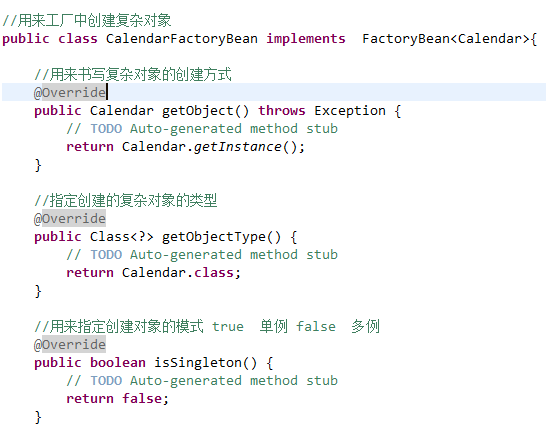 //用来工厂中创建复杂对象
public class CalendarFactoryBean implements  FactoryBean<Calendar>{
//用来书写复杂对象的创建方式
@Override
public Calendar getObject() throws Exception {
// TODO Auto-generated method stub
return Calendar.getInstance();
}
//指定创建的复杂对象的类型
@Override
public Class<?> getObjectType() {
// TODO Auto-generated method stub
return Calendar.class;
}
//用来指定创建对象的模式 true  单例 false  多例
@Override
public boolean isSingleton() {
// TODO Auto-generated method stub
return false;
}